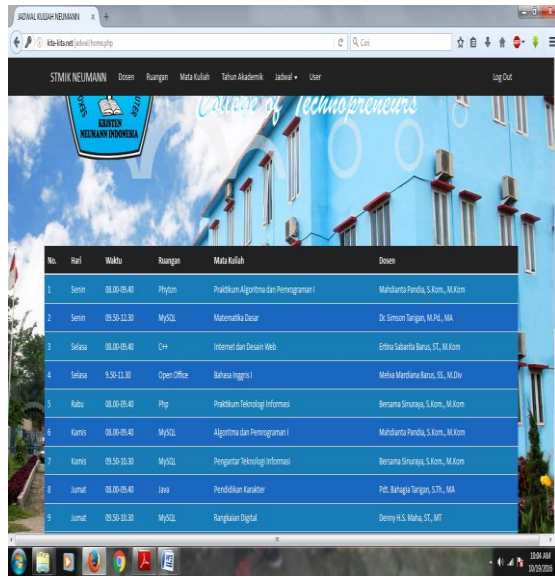 JADWAL KULIAH NEUMANN
kita-kita.net/jadwal/home.php
Cari
STMIK NEUMANN Dosen Ruangan Mata Kuliah Tahun Akademik Jadwal User Log Out
College of Technopreneurs
KRISTEN
NEUMANN INDONESIA
No. Hari Waktu Ruangan Mata Kuliah Dosen
1 Senin 08.00-09.40 Phyton Praktikum Algoritma dan Pemrograman I Mahdianta Pandia, S.Kom., M.Kom
2 Senin 09.50-12.30 MySQL Matematika Dasar Dr. Simson Tarigan, M.Pd., MA
3 Selasa 08.00-09.40 C++ Internet dan Desain Web Ertina Sabarita Barus, ST., M.Kom
4 Selasa 9.50-11.30 Open Office Bahasa Inggris I Melva Mardiana Barus, SS., M.Div
5 Rabu 08.00-09.40 Php Praktikum Teknologi Informasi Bersama Sinuraya, S.Kom., M.Kom
6 Kamis 08.00-09.40 MySQL Algoritma dan Pemrograman I Mahdianta Pandia, S.Kom., M.Kom
7 Kamis 09.50-10.30 MySQL Pengantar Teknologi Informasi Bersama Sinuraya, S.Kom., M.Kom
8 Jumat 08.00-09.40 Java Pendidikan Karakter Pdt. Bahagia Tarigan, S.Th., MA
9 Jumat 09.50-10.30 MySQL Rangkaian Digital Denny H.S. Maha, ST., MT
10:04 AM
10/19/2016